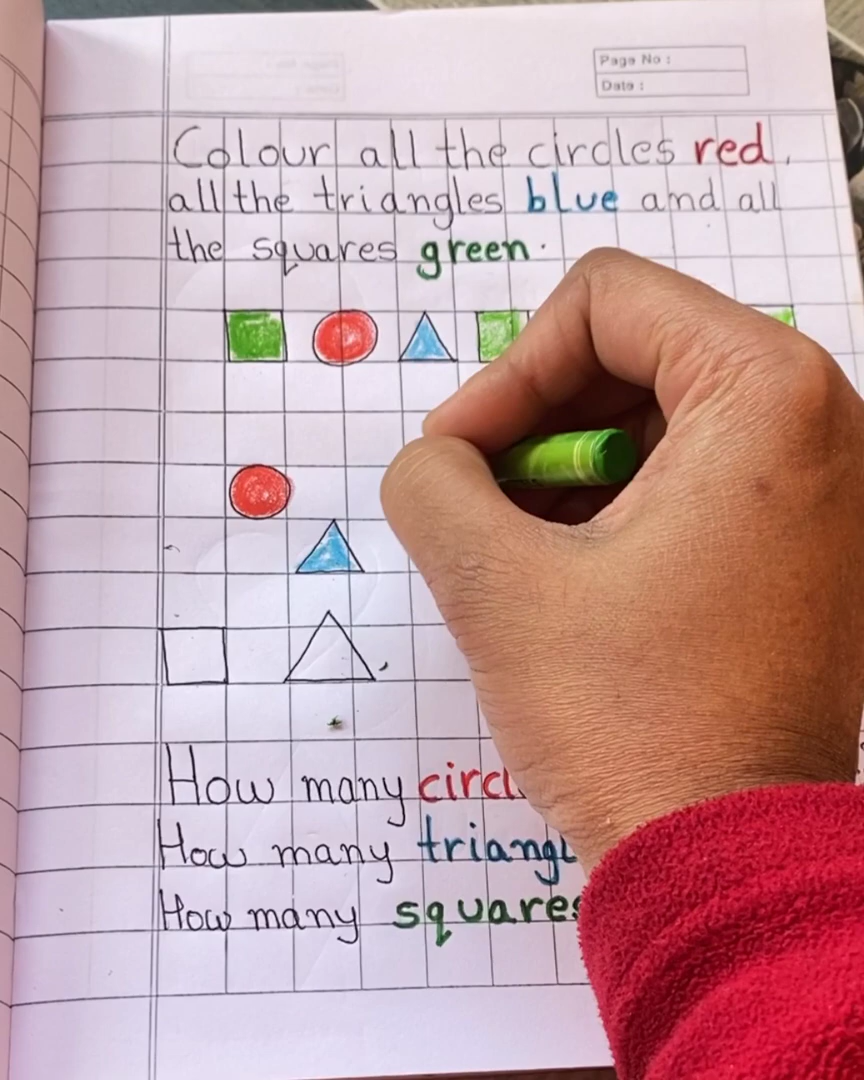 Page No :
Date :
Colour all the circles red,
all the triangles blue and all
the squares green.
How many
How many
How many squares